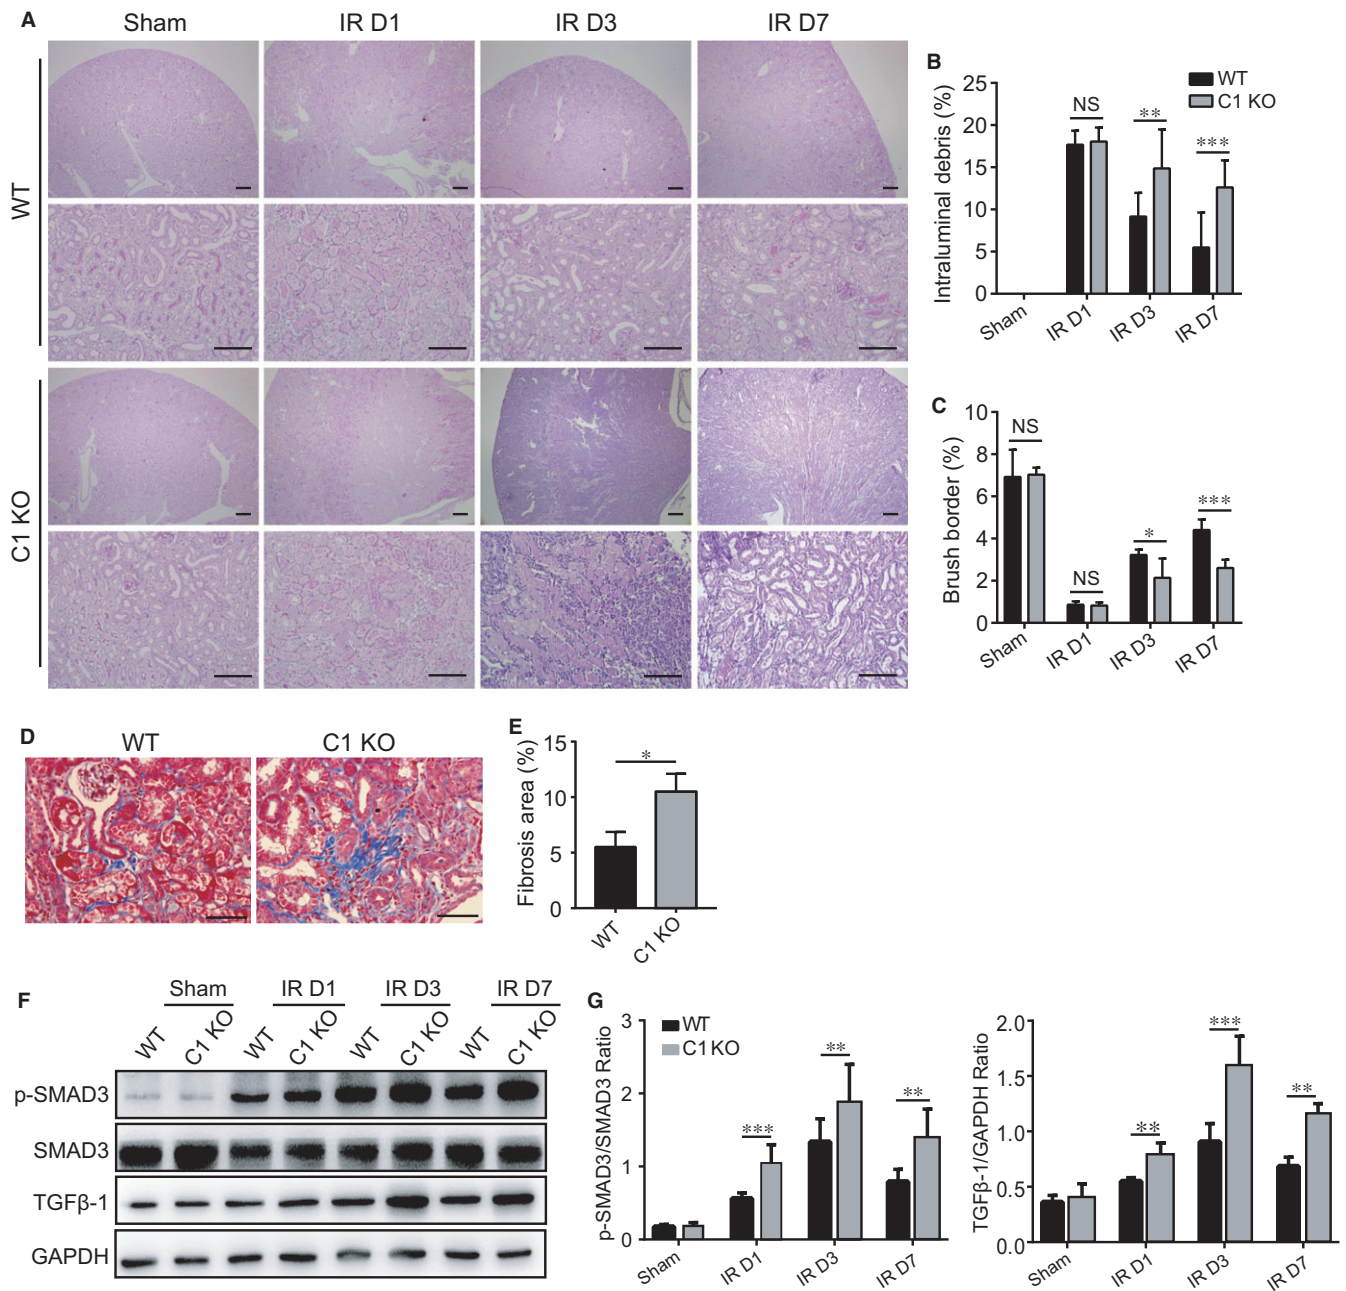 A
Sham IR D1 IR D3 IR D7
WT
C1 KO
B
Intraluminal debris (%)
25
20
15
10
5
0
WT
C1 KO
NS ** ***
Sham IR D1 IR D3 IR D7
C
Brush border (%)
10
8
6
4
2
0
NS NS * ***
Sham IR D1 IR D3 IR D7
D
WT C1 KO
E
Fibrosis area (%)
15
10
5
0
*
WT C1 KO
F
Sham IR D1 IR D3 IR D7
WT C1 KO WT C1 KO WT C1 KO WT C1 KO
p-SMAD3
SMAD3
TGFβ-1
GAPDH
G
p-SMAD3/SMAD3 Ratio
3
2
1
0
WT
C1 KO
*** ** **
Sham IR D1 IR D3 IR D7
TGFβ-1/GAPDH Ratio
2.0
1.5
1.0
0.5
0.0
** *** **
Sham IR D1 IR D3 IR D7